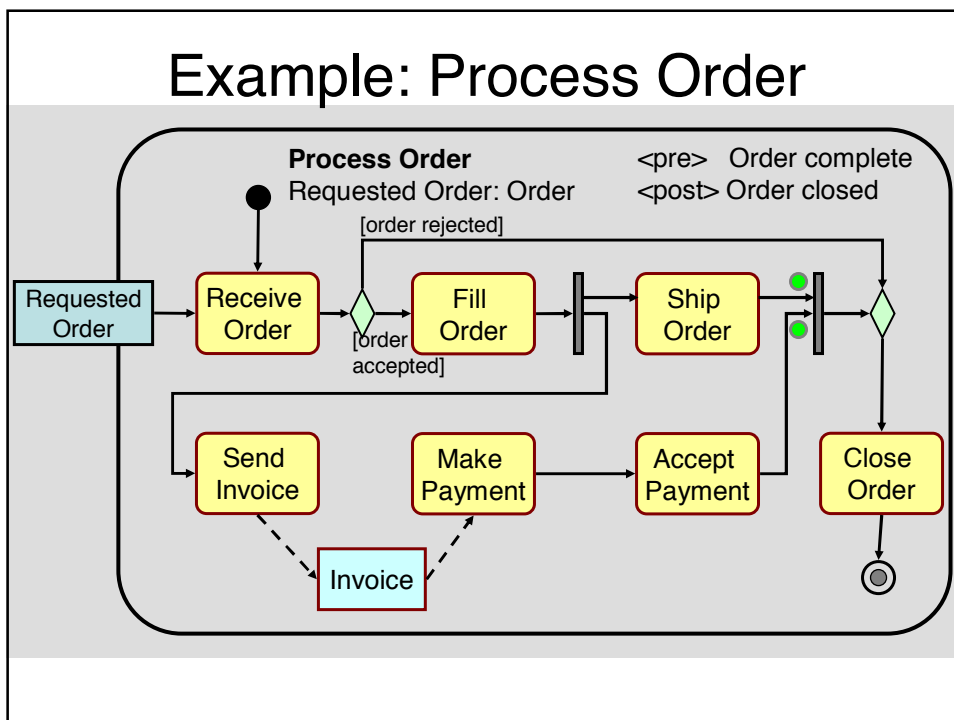 Example: Process Order
Process Order
Requested Order: Order
<pre> Order complete
<post> Order closed
[order rejected]
Requested
Order
Receive
Order
[order
accepted]
Fill
Order
Ship
Order
Send
Invoice
Make
Payment
Accept
Payment
Close
Order
Invoice